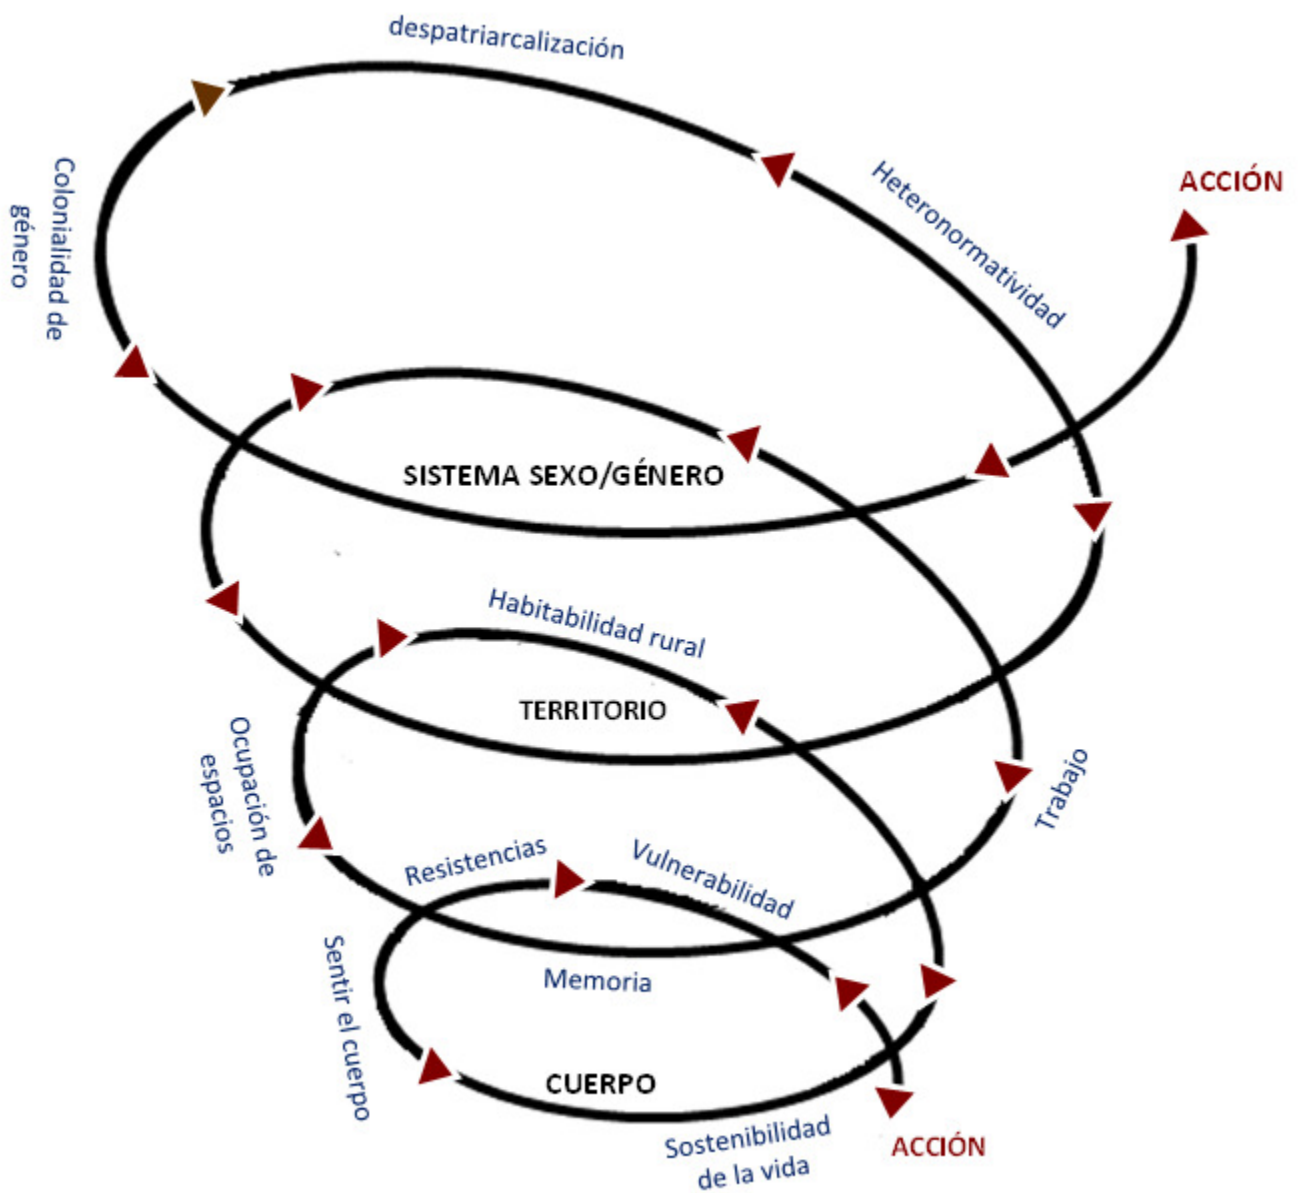 despatriarcalización
Colonialidad de
género
Heteronormatividad
ACCIÓN
SISTEMA SEXO/GÉNERO
Habitabilidad rural
TERRITORIO
Ocupación de
espacios
Trabajo
Resistencias
Vulnerabilidad
Sentir el cuerpo
Memoria
CUERPO
Sostenibilidad
de la vida
ACCIÓN